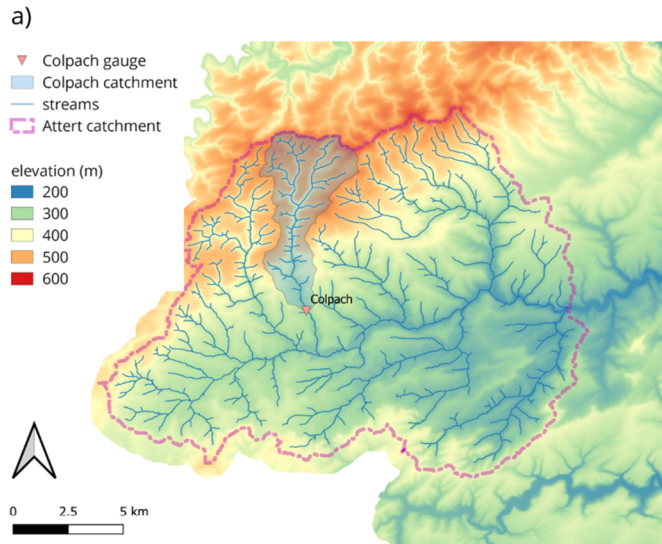 a)
Colpach gauge
Colpach catchment
streams
Attert catchment
elevation (m)
200
300
400
500
600
Colpach
0 2.5 5 km